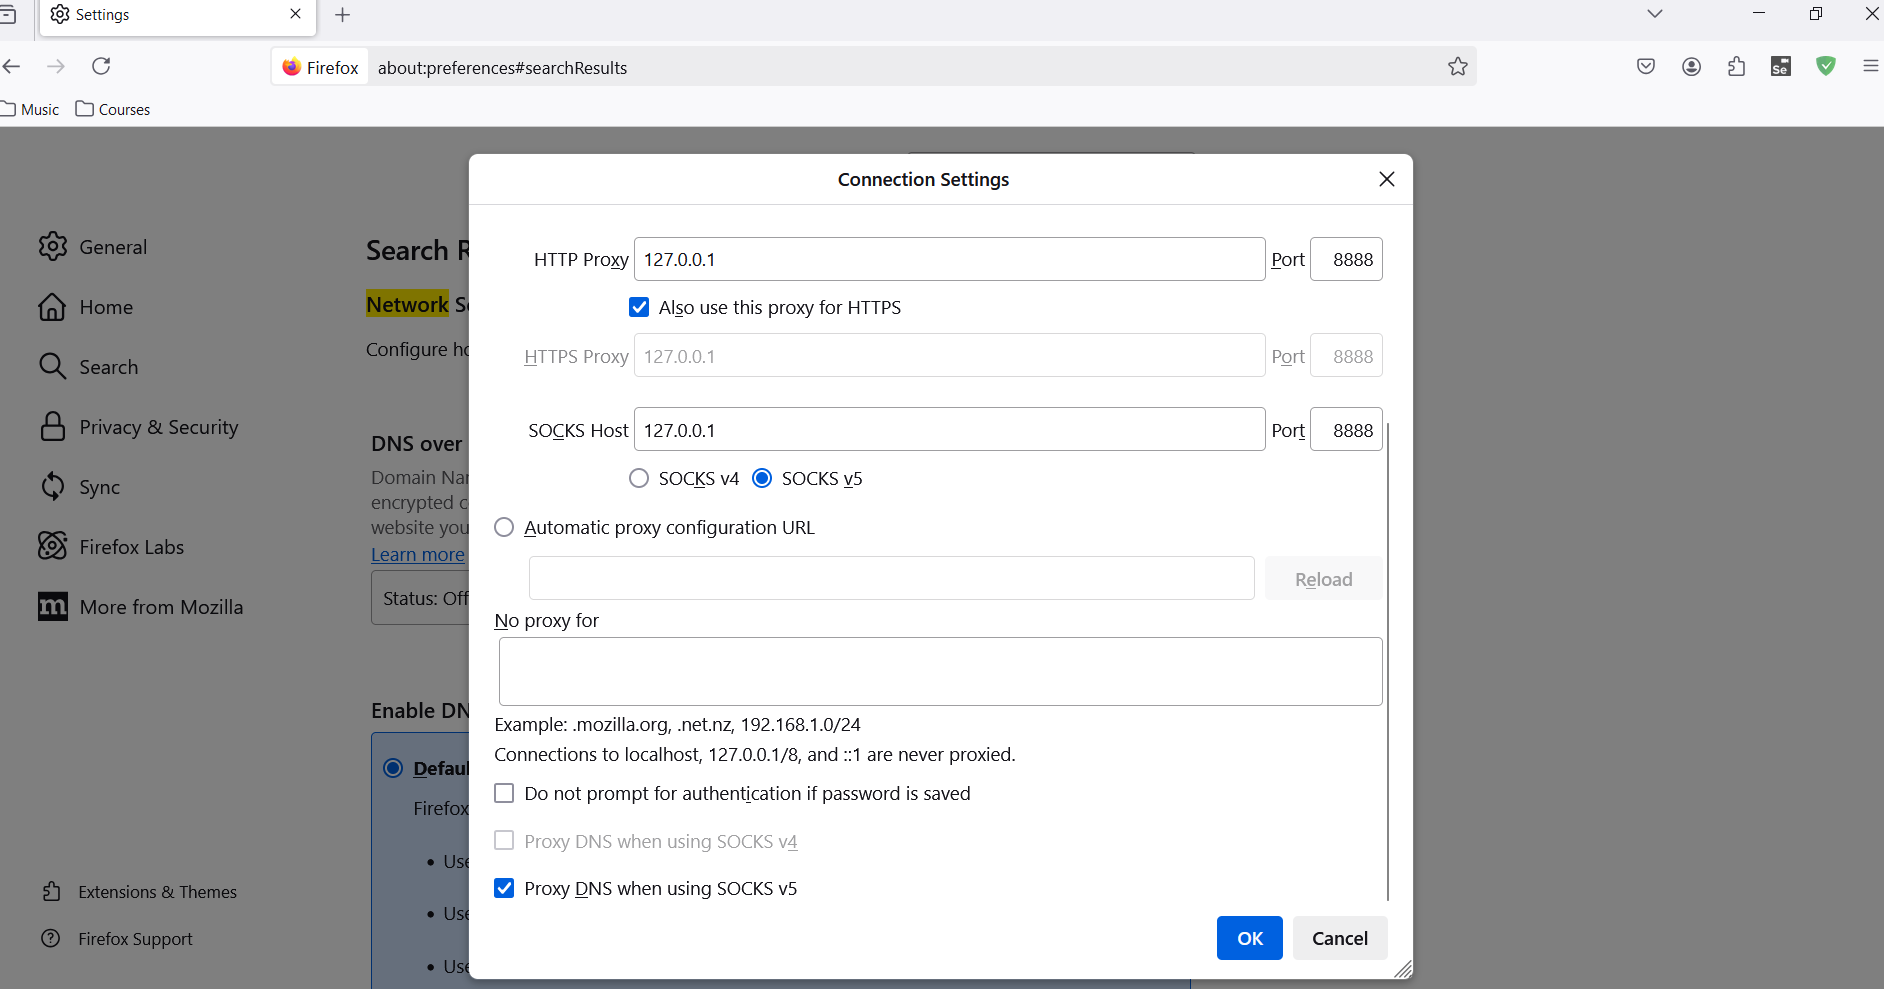 Settings
Firefox about:preferences#searchResults
Se
Music Courses
Connection Settings
General
Home
Search
Privacy & Security
Sync
Firefox Labs
m More from Mozilla
Extensions & Themes
Firefox Support
Search R
Network S
Configure ho
DNS over
Domain Nar
encrypted c
website you
Learn more
Status: Off
Enable DN
Defaul
Firefox
• Use
• Use
• Use
HTTP Proxy 127.0.0.1 Port 8888
Also use this proxy for HTTPS
HTTPS Proxy 127.0.0.1 Port 8888
SOCKS Host 127.0.0.1 Port 8888
SOCKS v4 SOCKS v5
Automatic proxy configuration URL
Reload
No proxy for
Example: .mozilla.org, .net.nz, 192.168.1.0/24
Connections to localhost, 127.0.0.1/8, and ::1 are never proxied.
Do not prompt for authentication if password is saved
Proxy DNS when using SOCKS v4
Proxy DNS when using SOCKS v5
OK Cancel